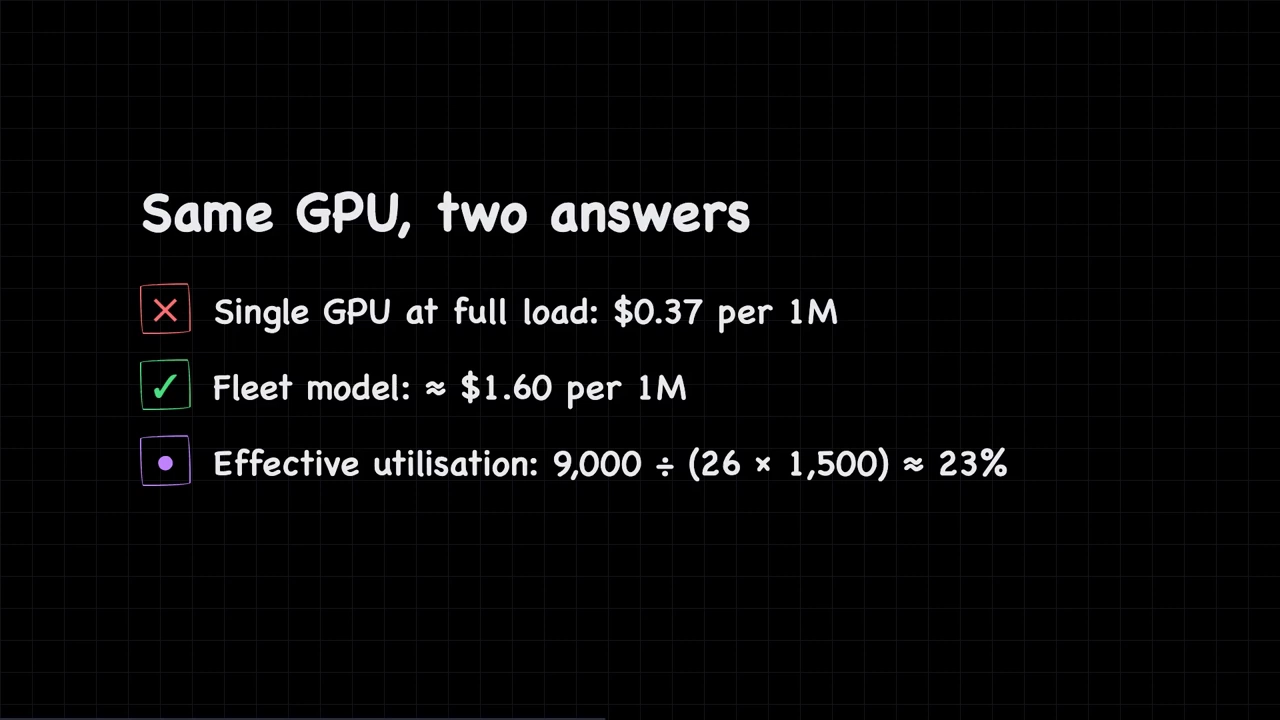 Same GPU, two answers
✕ Single GPU at full load: $0.37 per 1M
✓ Fleet model: ≈ $1.60 per 1M
• Effective utilisation: 9,000 ÷ (26 × 1,500) ≈ 23%